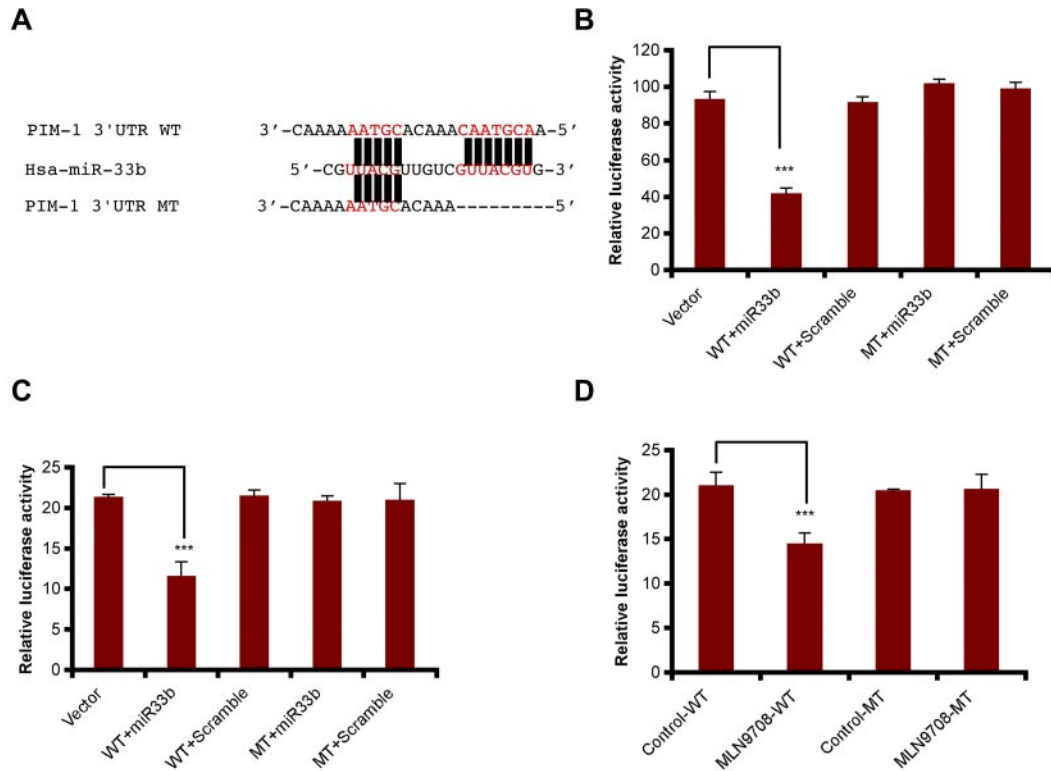 A
PIM-1 3'UTR WT 3'-CAAAAAATGCACAAACAATGCAA-5'
Hsa-miR-33b 5'-CGUUACGUUGUCGUUACGUG-3'
PIM-1 3'UTR MT 3'-CAAAAAATGCACAAA---------5'
B
Relative luciferase activity
120
100
80
60
40
20
0
***
Vector
WT+miR33b
WT+Scramble
MT+miR33b
MT+Scramble
C
Relative luciferase activity
25
20
15
10
5
0
***
Vector
WT+miR33b
WT+Scramble
MT+miR33b
MT+Scramble
D
Relative luciferase activity
25
20
15
10
5
0
***
Control-WT
MLN9708-WT
Control-MT
MLN9708-MT